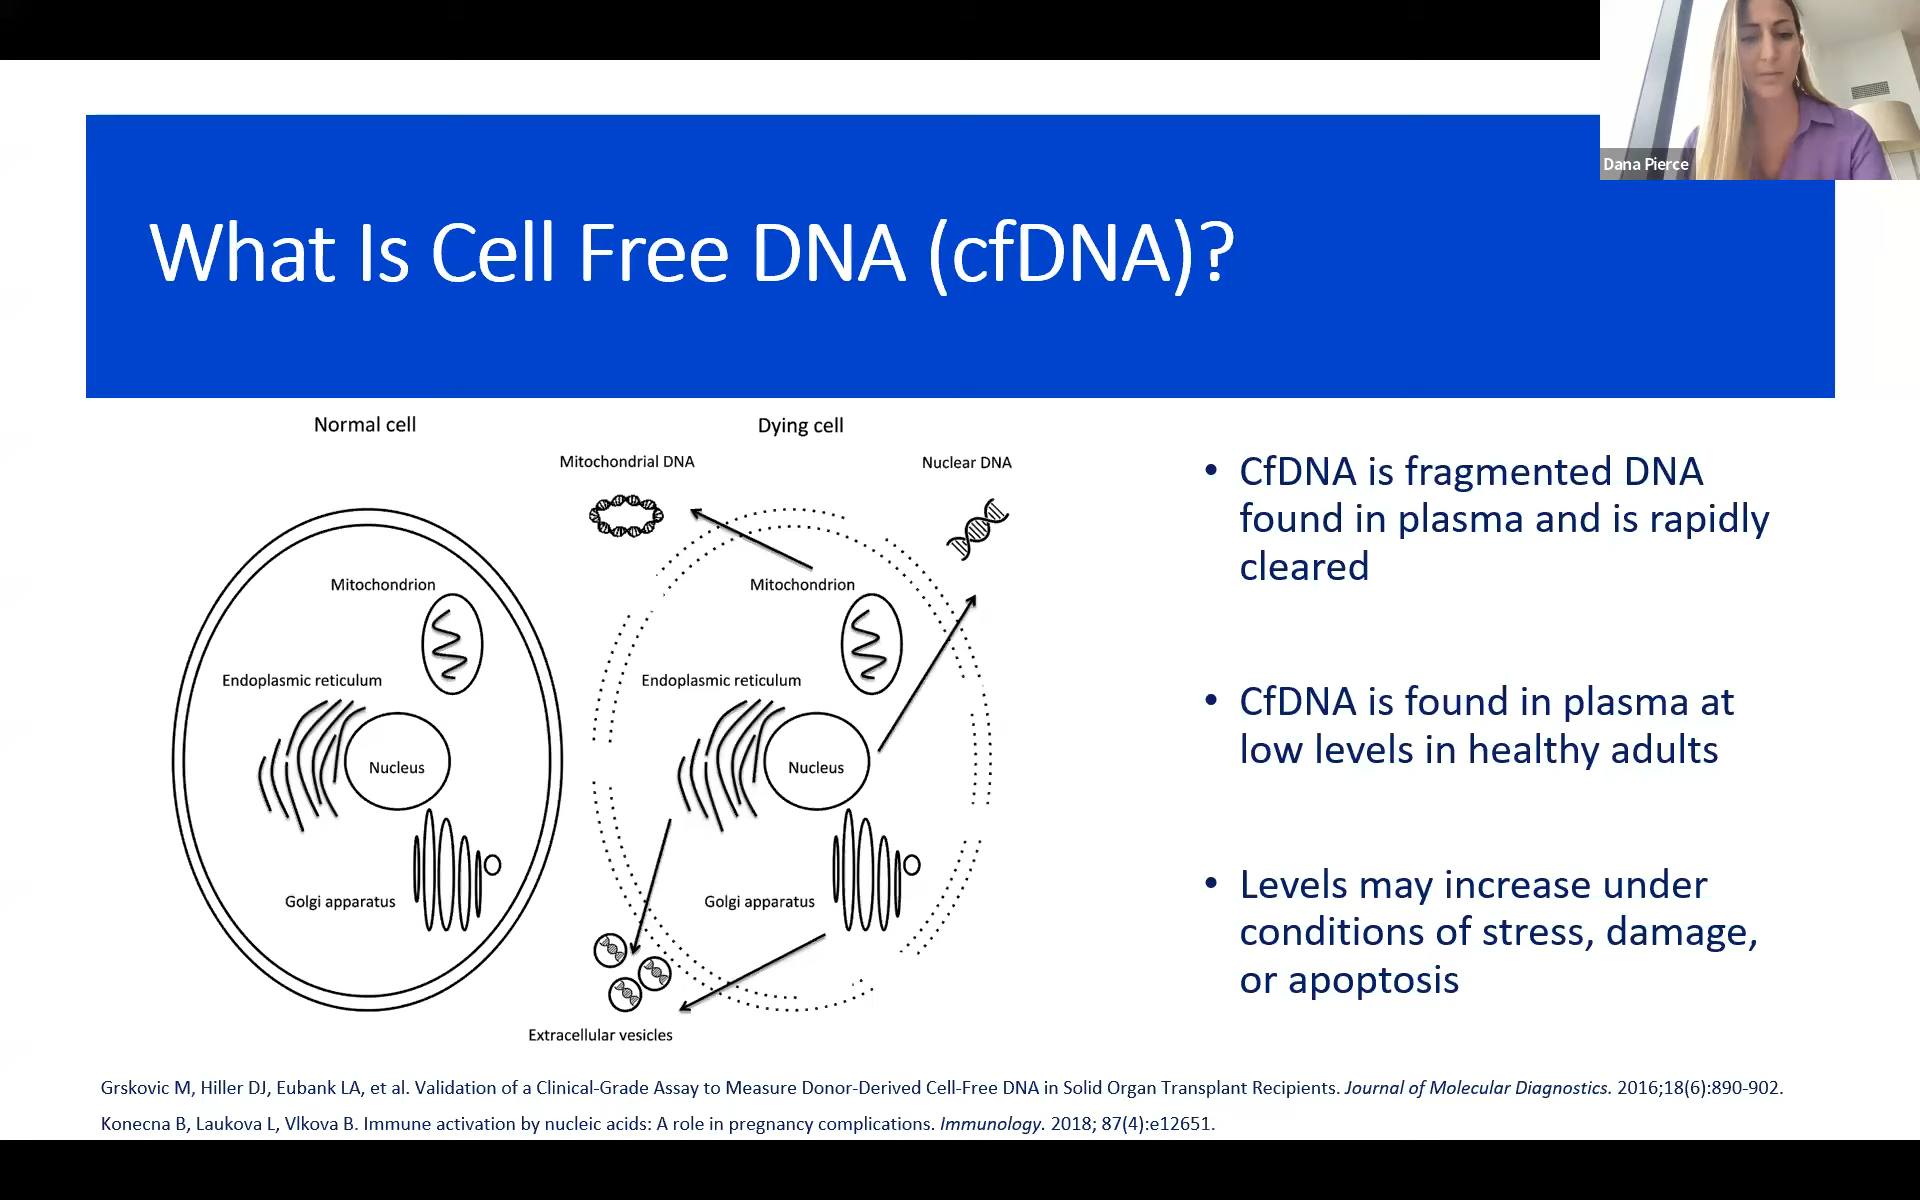 Dana Pierce
What Is Cell Free DNA (cfDNA)?
Normal cell
Dying cell
Mitochondrial DNA
Nuclear DNA
Mitochondrion
Mitochondrion
Endoplasmic reticulum
Endoplasmic reticulum
Nucleus
Nucleus
Golgi apparatus
Golgi apparatus
Extracellular vesicles
• CfDNA is fragmented DNA
found in plasma and is rapidly
cleared
• CfDNA is found in plasma at
low levels in healthy adults
• Levels may increase under
conditions of stress, damage,
or apoptosis
Grskovic M, Hiller DJ, Eubank LA, et al. Validation of a Clinical-Grade Assay to Measure Donor-Derived Cell-Free DNA in Solid Organ Transplant Recipients. Journal of Molecular Diagnostics. 2016;18(6):890-902.
Konecna B, Laukova L, Vlkova B. Immune activation by nucleic acids: A role in pregnancy complications. Immunology. 2018; 87(4):e12651.